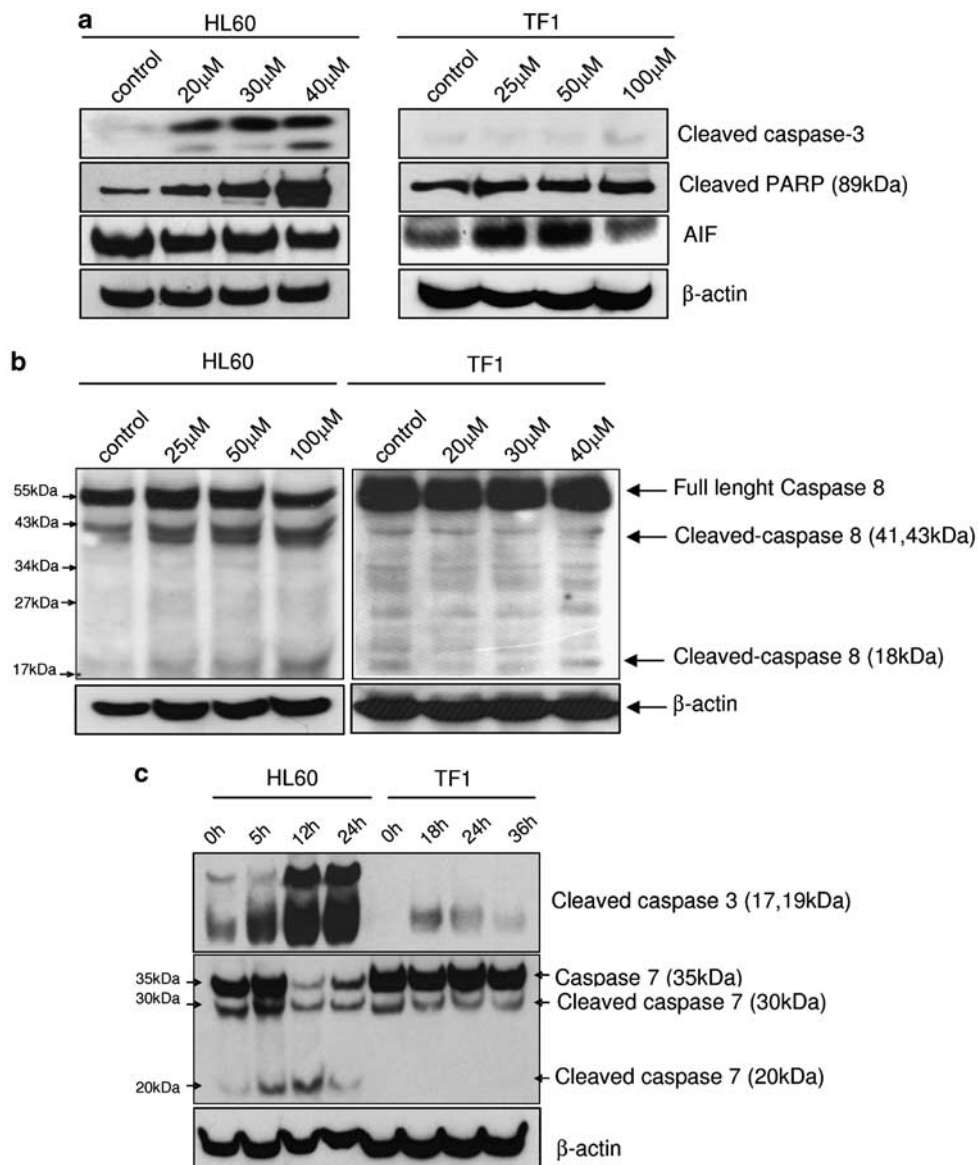 a
HL60 TF1
control 20μM 30μM 40μM control 25μM 50μM 100μM
Cleaved caspase-3
Cleaved PARP (89kDa)
AIF
β-actin
b
HL60 TF1
control 25μM 50μM 100μM control 20μM 30μM 40μM
55kDa Full lenght Caspase 8
43kDa Cleaved-caspase 8 (41,43kDa)
34kDa
27kDa
17kDa Cleaved-caspase 8 (18kDa)
β-actin
c
HL60 TF1
0h 5h 12h 24h 0h 18h 24h 36h
Cleaved caspase 3 (17,19kDa)
35kDa Caspase 7 (35kDa)
30kDa Cleaved caspase 7 (30kDa)
20kDa Cleaved caspase 7 (20kDa)
β-actin